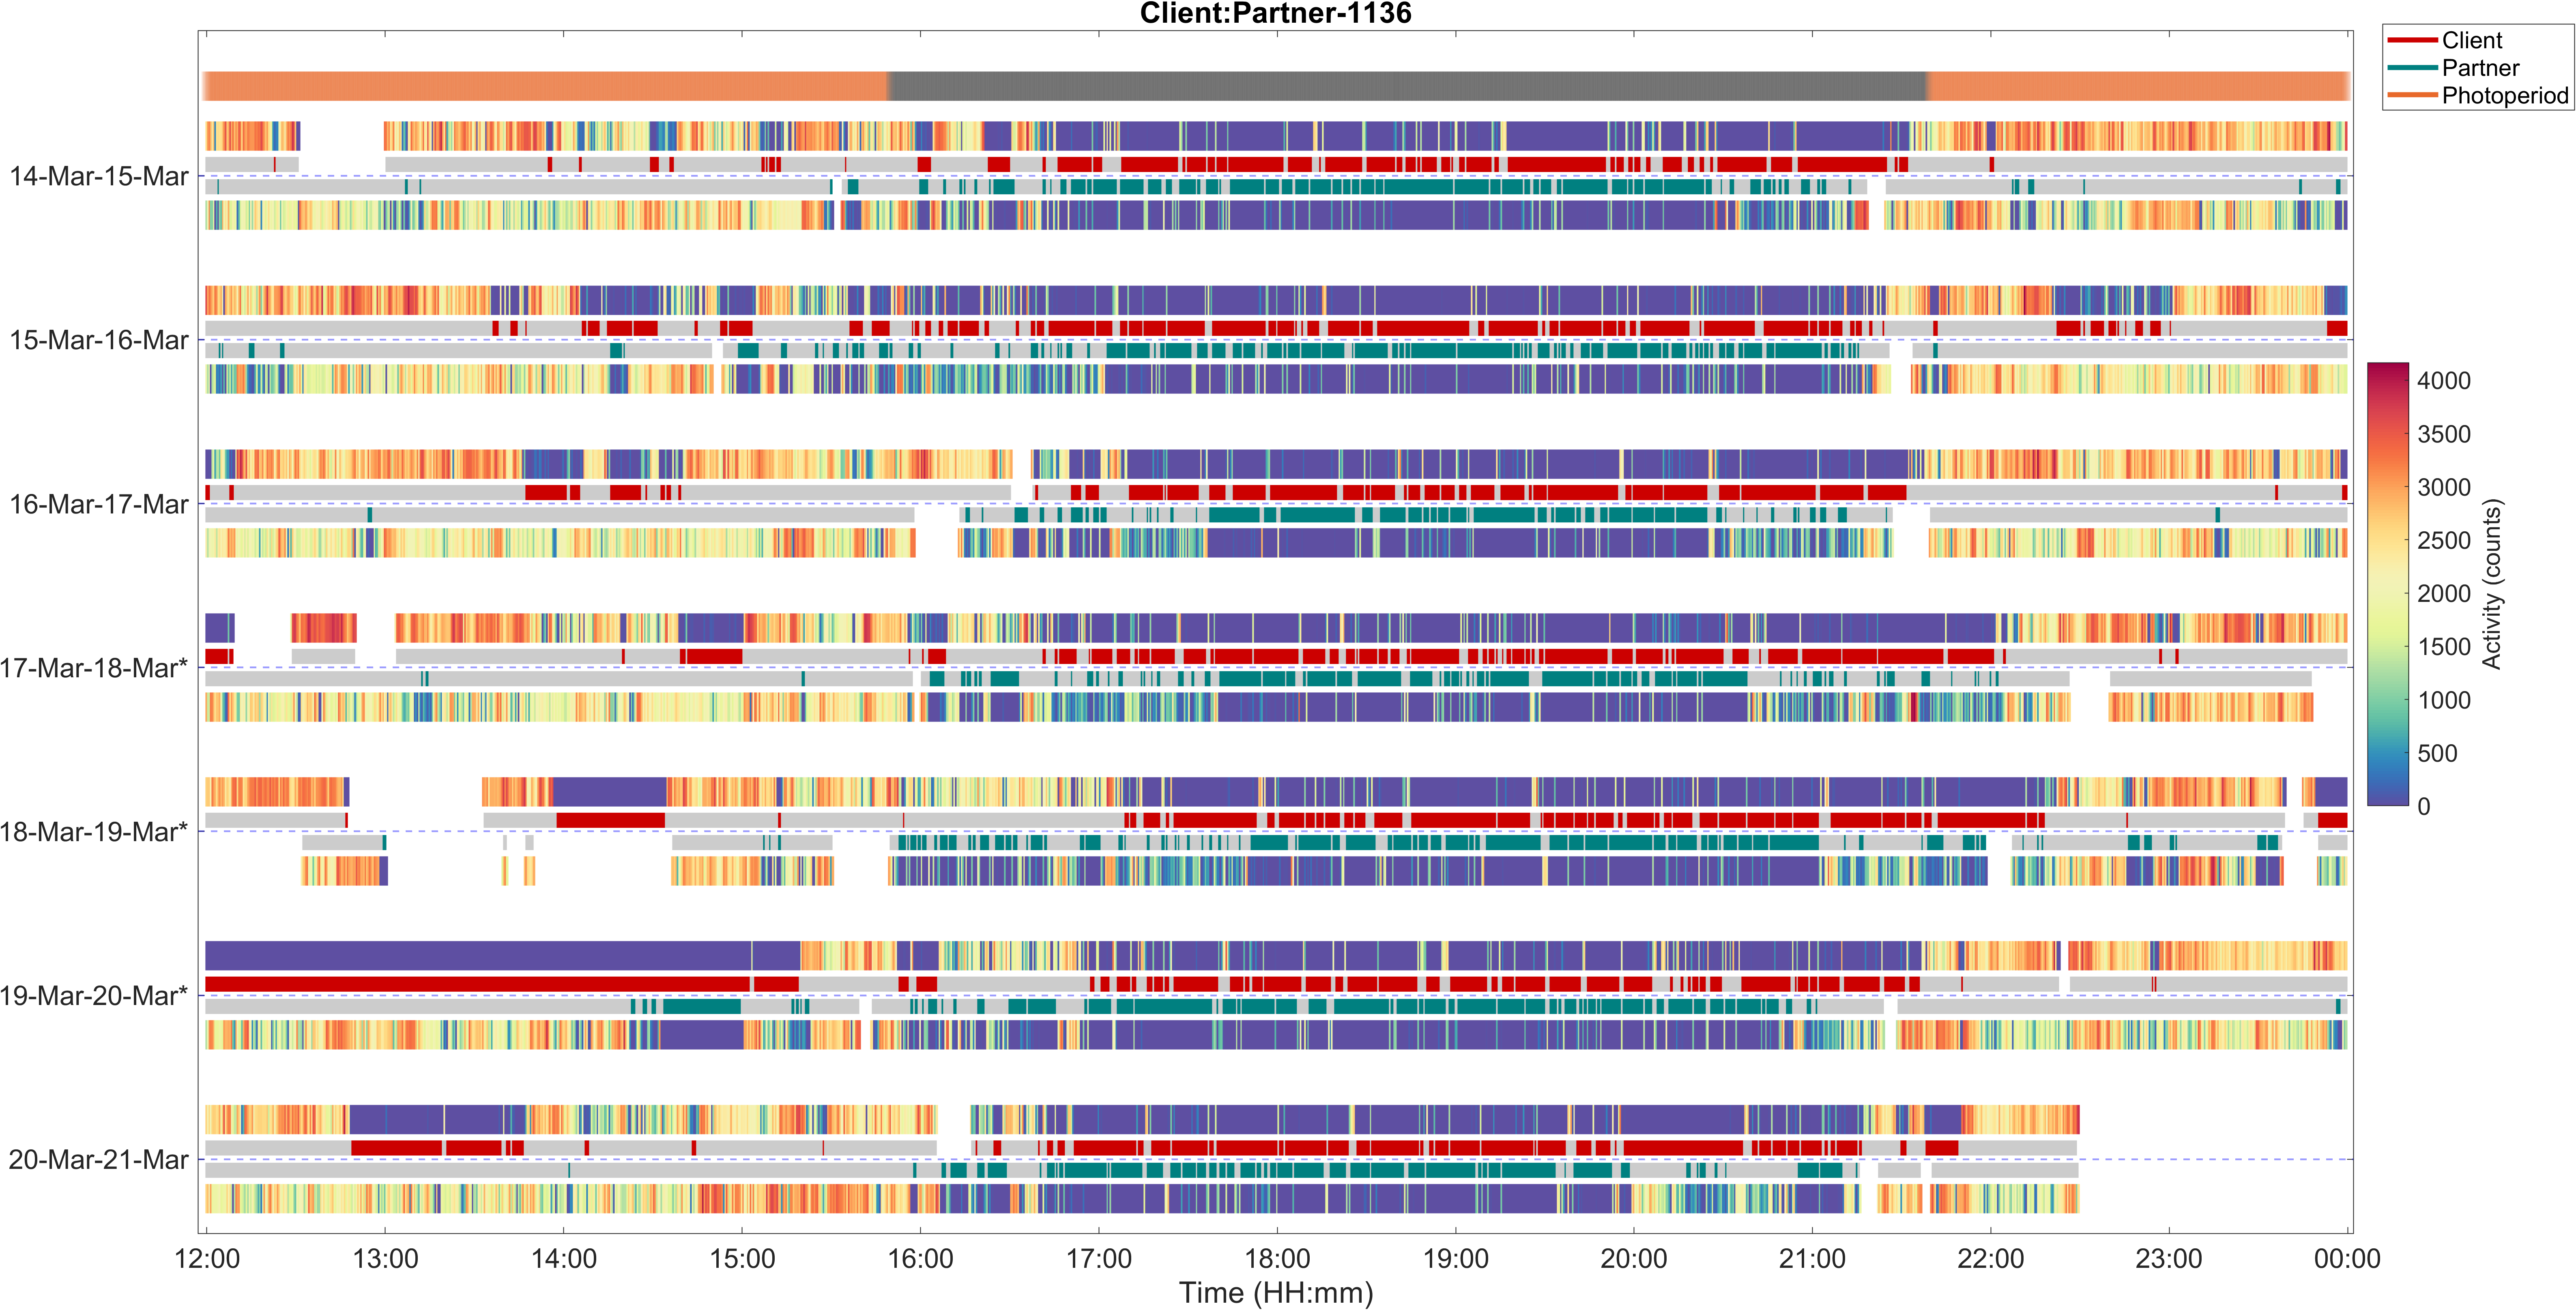 Client:Partner-1136
Client
Partner
Photoperiod
14-Mar-15-Mar
15-Mar-16-Mar
16-Mar-17-Mar
17-Mar-18-Mar*
18-Mar-19-Mar*
19-Mar-20-Mar*
20-Mar-21-Mar
4000
3500
3000
2500
2000
1500
1000
500
0
Activity (counts)
12:00 13:00 14:00 15:00 16:00 17:00 18:00 19:00 20:00 21:00 22:00 23:00 00:00
Time (HH:mm)